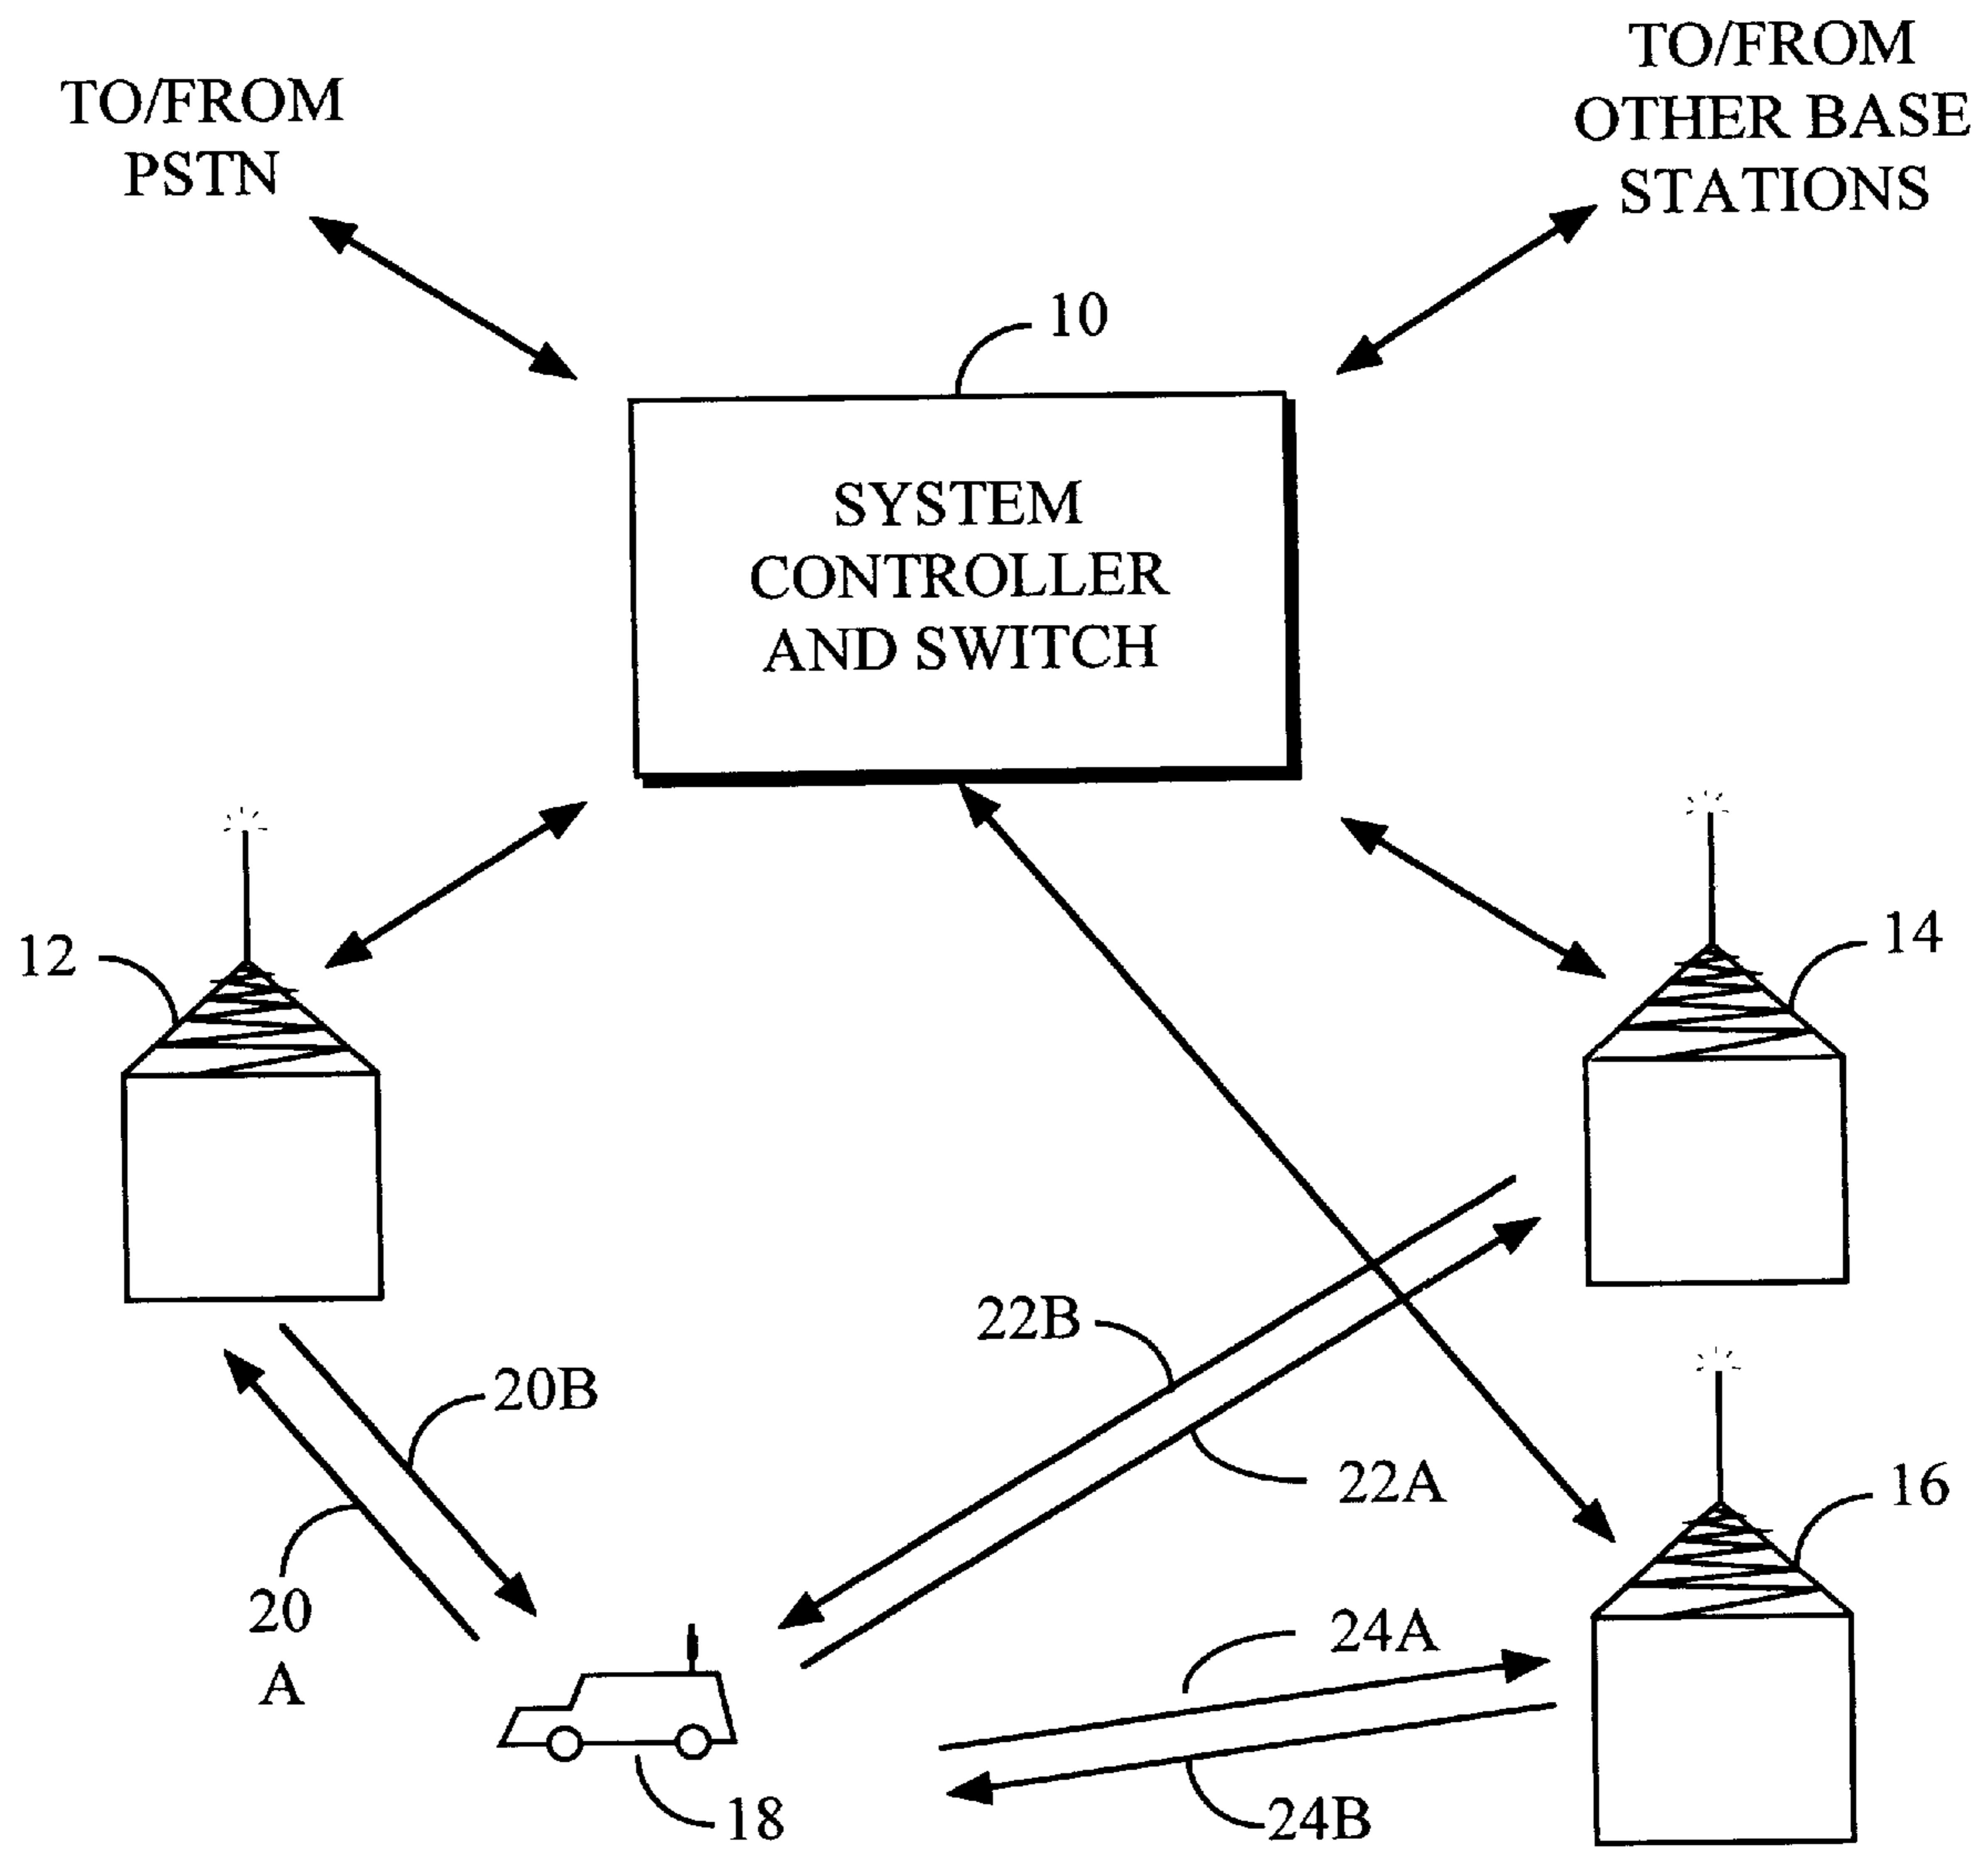 TO/FROM
PSTN
TO/FROM
OTHER BASE
STATIONS
10
SYSTEM
CONTROLLER
AND SWITCH
12
14
22B
20B
22A
16
20
A
24A
18
24B